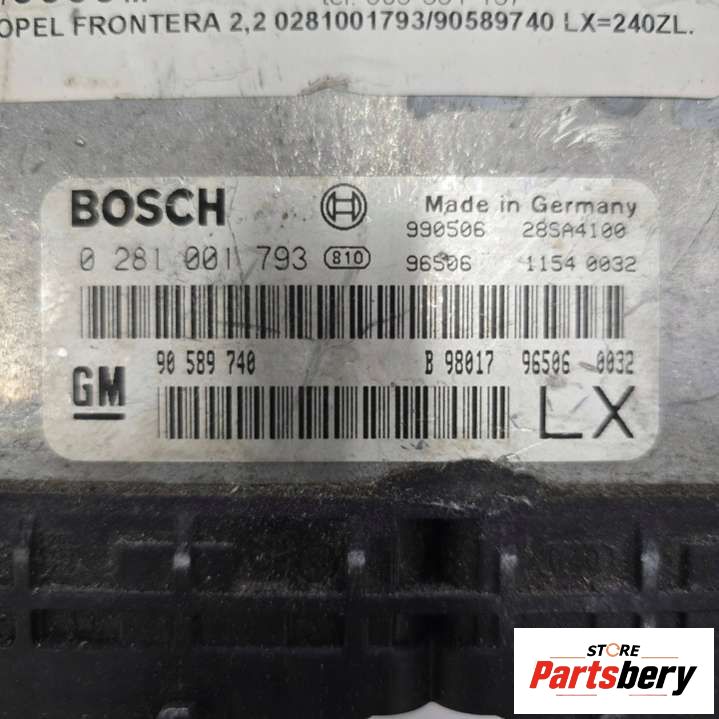 OPEL FRONTERA 2,2 0281001793/90589740 LX=240ZL.
BOSCH
Made in Germany
990506 28SA4100
0 281 001 793 810 96506 1154 0032
90 589 740 B 98017 96506 0032
GM
LX
STORE
Partsbery